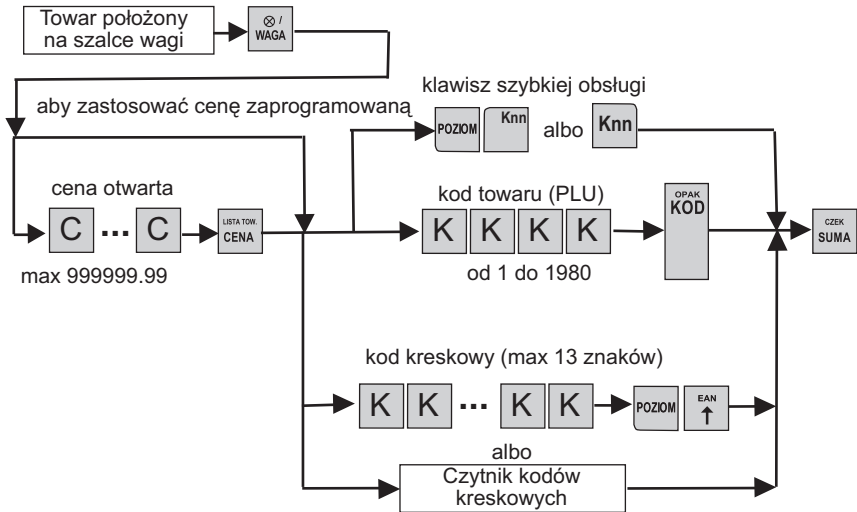 Towar położony
na szalce wagi
⊗ /
WAGA
aby zastosować cenę zaprogramowaną
klawisz szybkiej obsługi
POZIOM
Knn
albo
Knn
cena otwarta
C ... C
LISTA TOW.
CENA
max 999999.99
kod towaru (PLU)
K K K K
OPAK
KOD
od 1 do 1980
CZEK
SUMA
kod kreskowy (max 13 znaków)
K K ... K K
POZIOM
EAN
↑
albo
Czytnik kodów
kreskowych